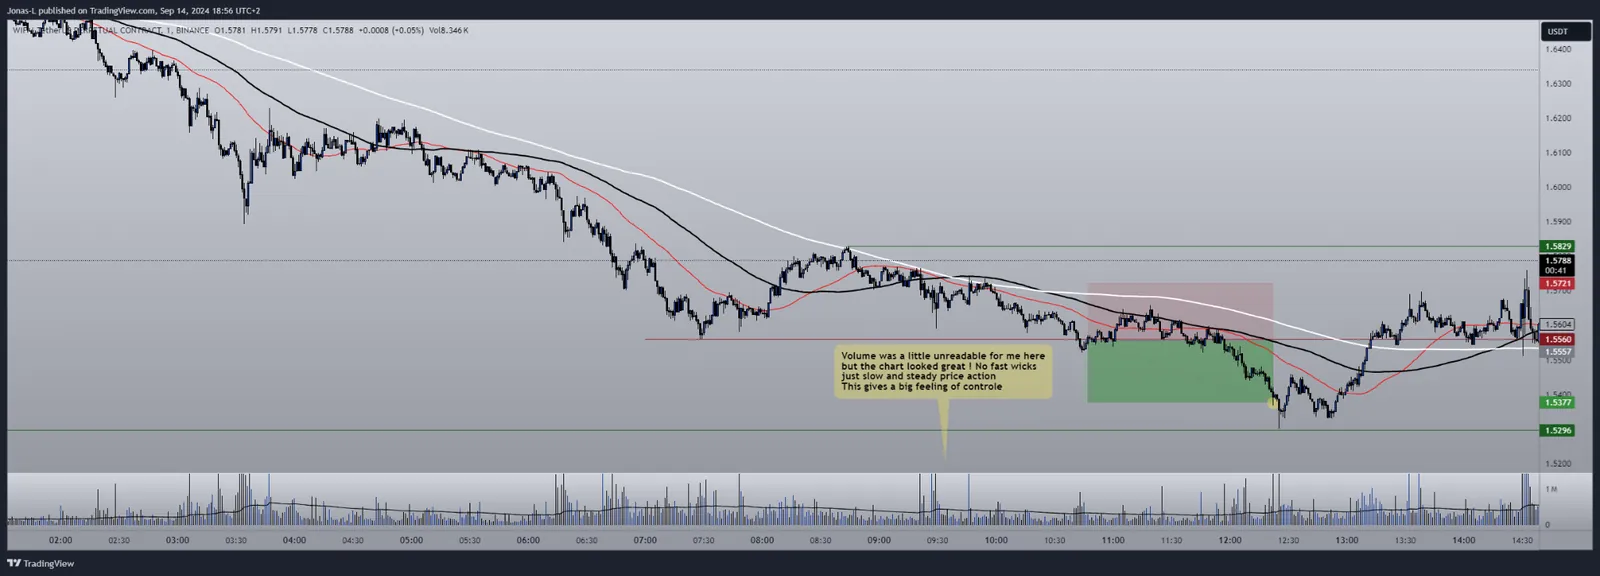 Jonas-L published on TradingView.com, Sep 14, 2024 18:56 UTC+2
PERPETUAL CONTRACT, 1, BINANCE O1.5781 H1.5791 L1.5778 C1.5788 +0.0008 (+0.05%) Vol8.346 K
USDT
1.6400
1.6300
1.6200
1.6100
1.6000
1.5900
1.5829
1.5788
00:41
1.5721
1.5604
1.5560
1.5557
1.5377
1.5296
1.5200
1 M
0
Volume was a little unreadable for me here
but the chart looked great ! No fast wicks
just slow and steady price action
This gives a big feeling of controle
02:00 02:30 03:00 03:30 04:00 04:30 05:00 05:30 06:00 06:30 07:00 07:30 08:00 08:30 09:00 09:30 10:00 10:30 11:00 11:30 12:00 12:30 13:00 13:30 14:00 14:30
TradingView